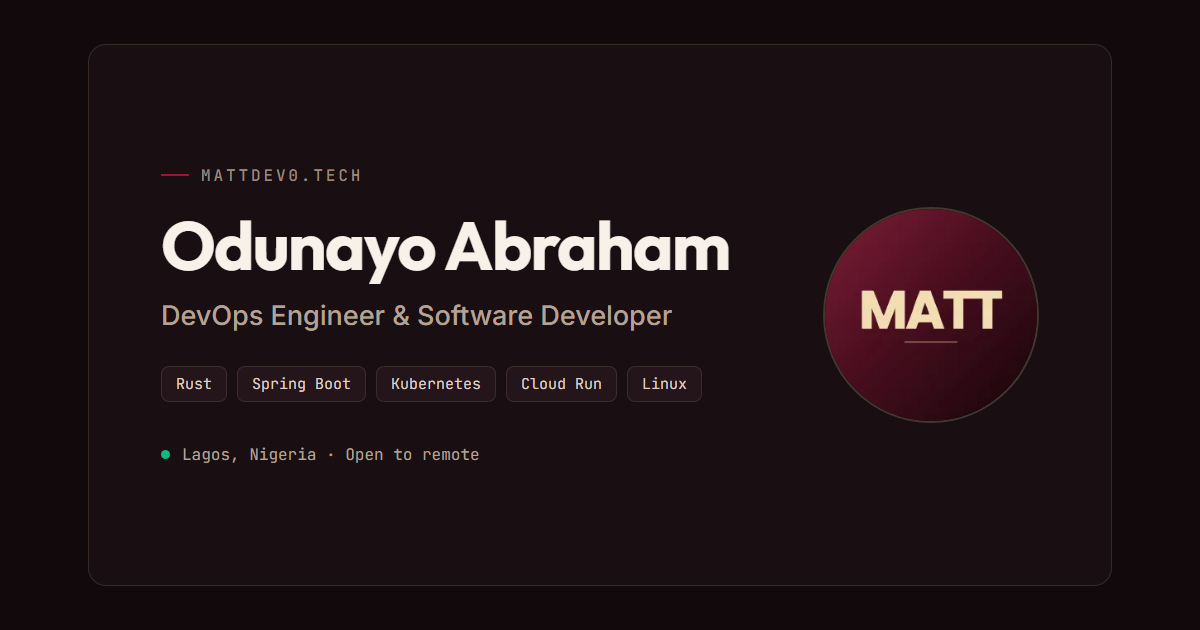 MATTDEV0.TECH
Odunayo Abraham
DevOps Engineer & Software Developer
Rust Spring Boot Kubernetes Cloud Run Linux
Lagos, Nigeria · Open to remote
MATT